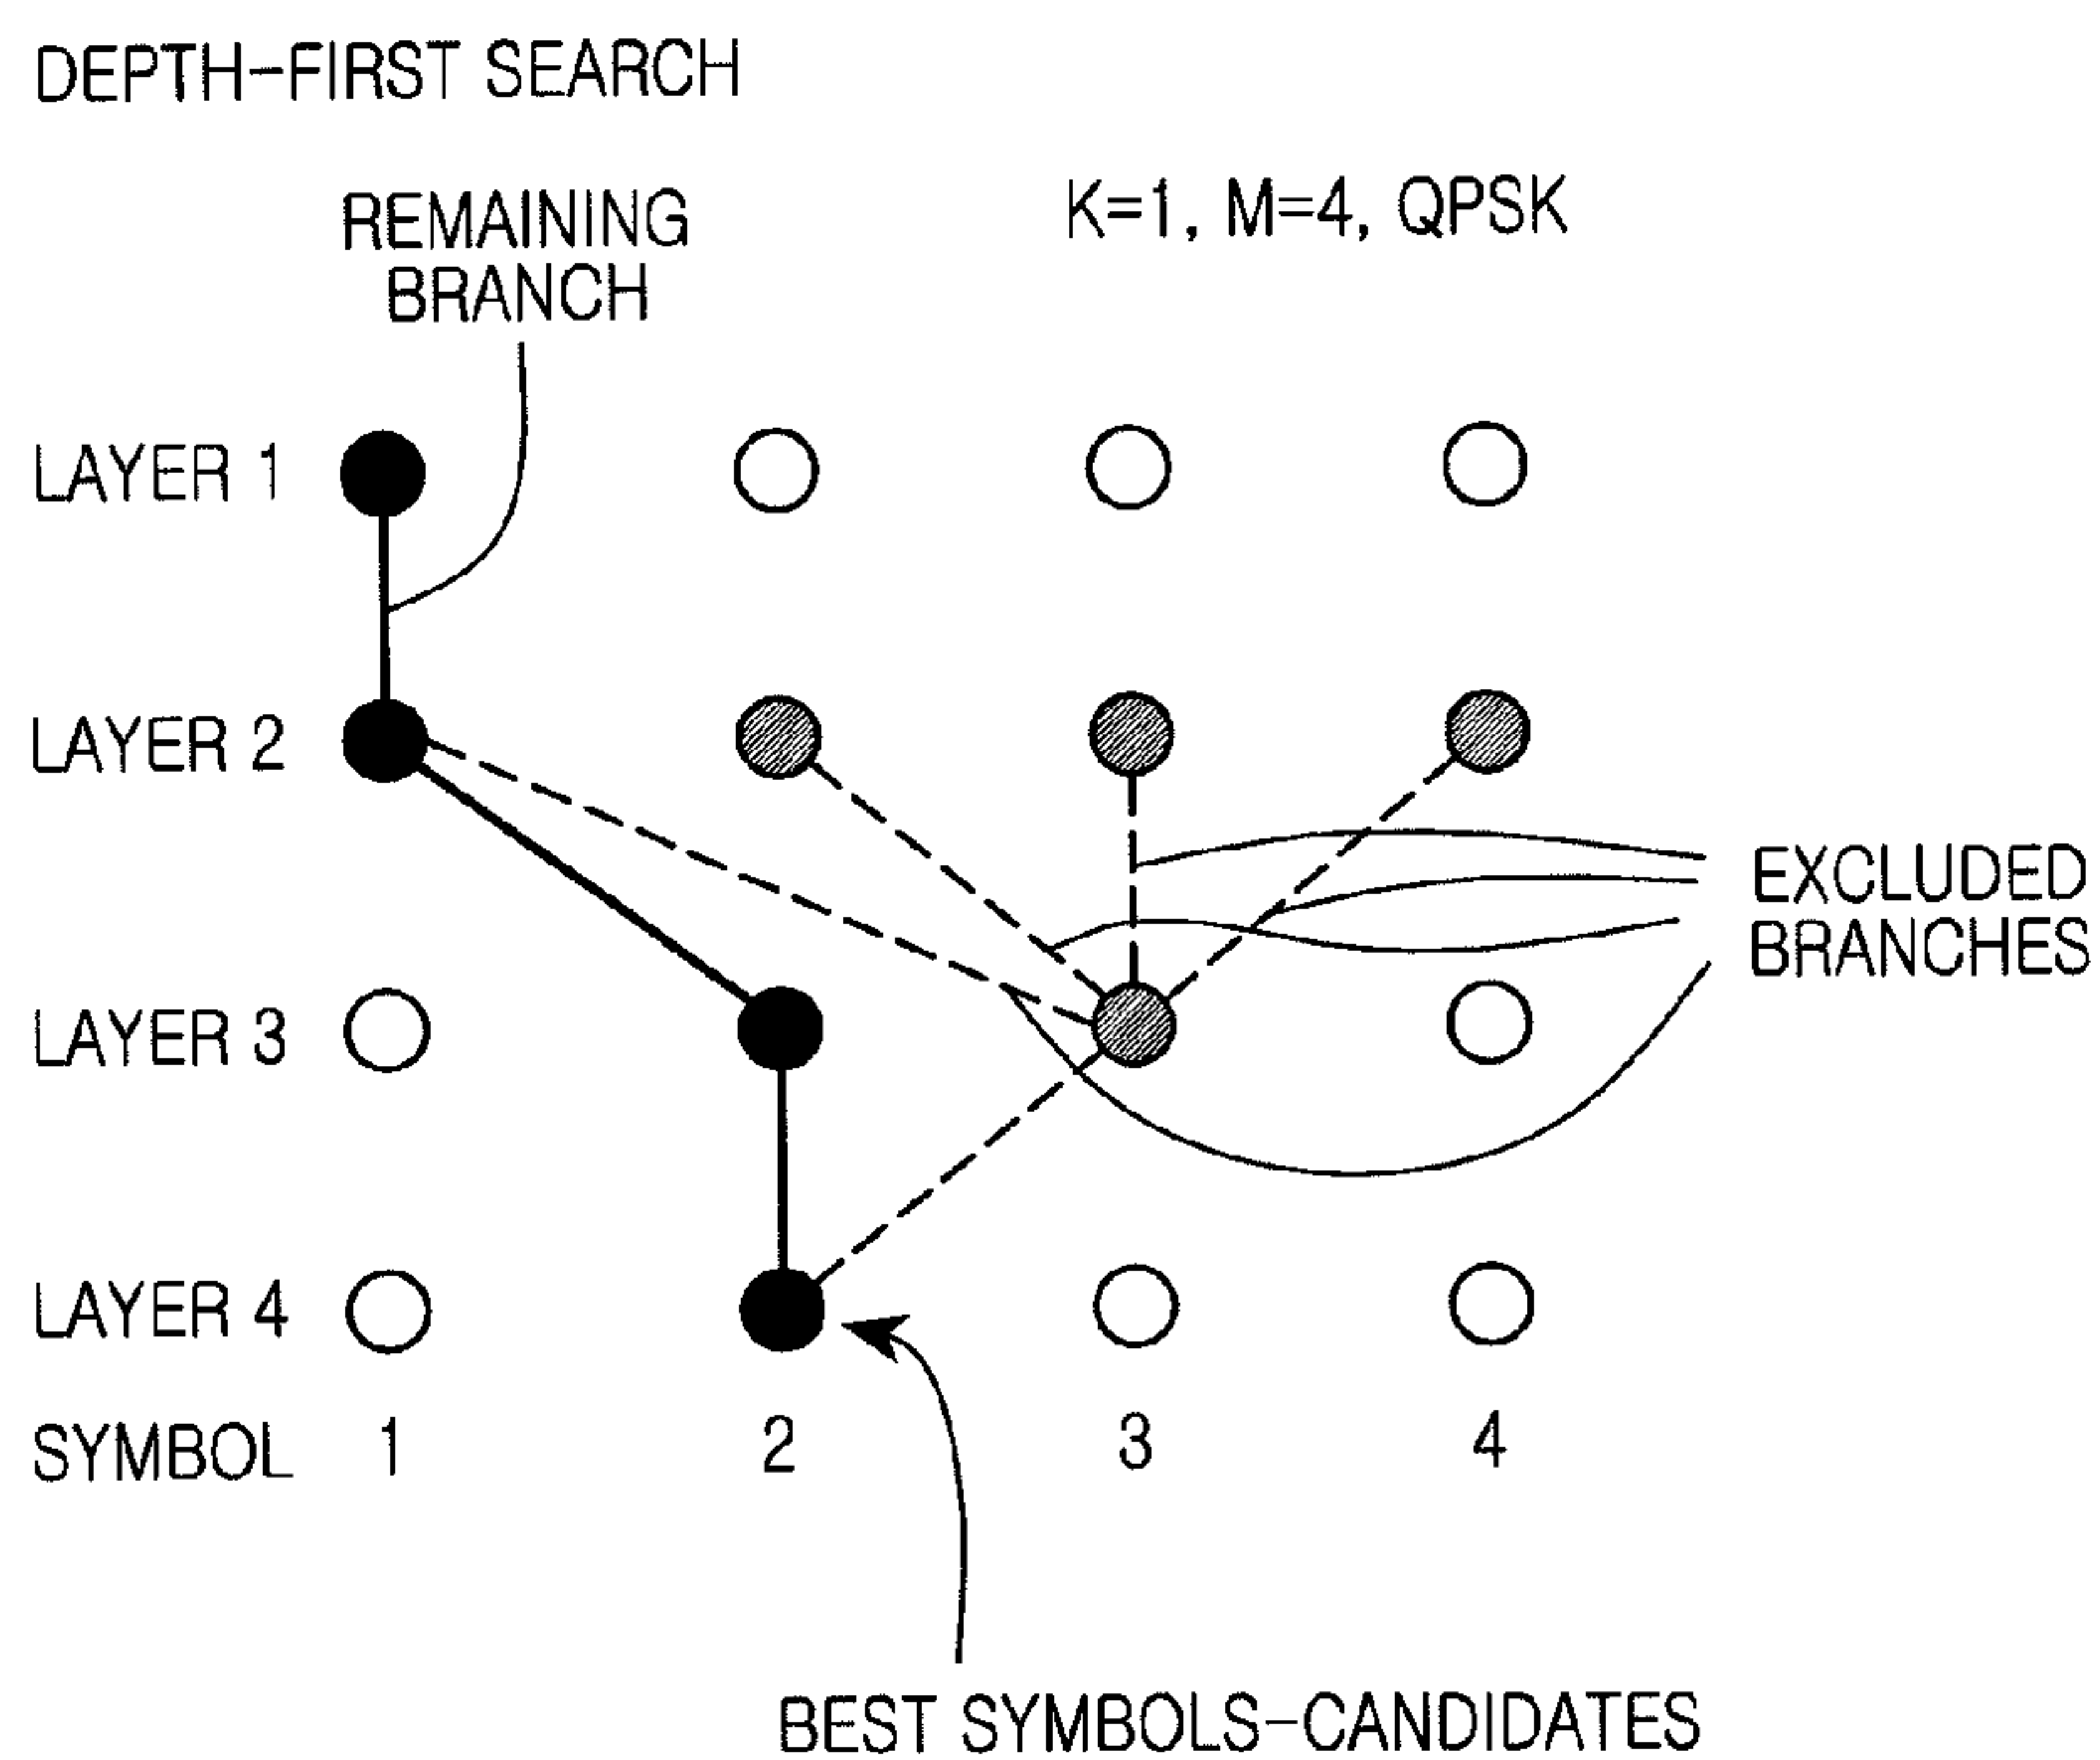 DEPTH-FIRST SEARCH
REMAINING
BRANCH
K=1, M=4, QPSK
LAYER 1
LAYER 2
EXCLUDED
BRANCHES
LAYER 3
LAYER 4
SYMBOL 1 2 3 4
BEST SYMBOLS-CANDIDATES